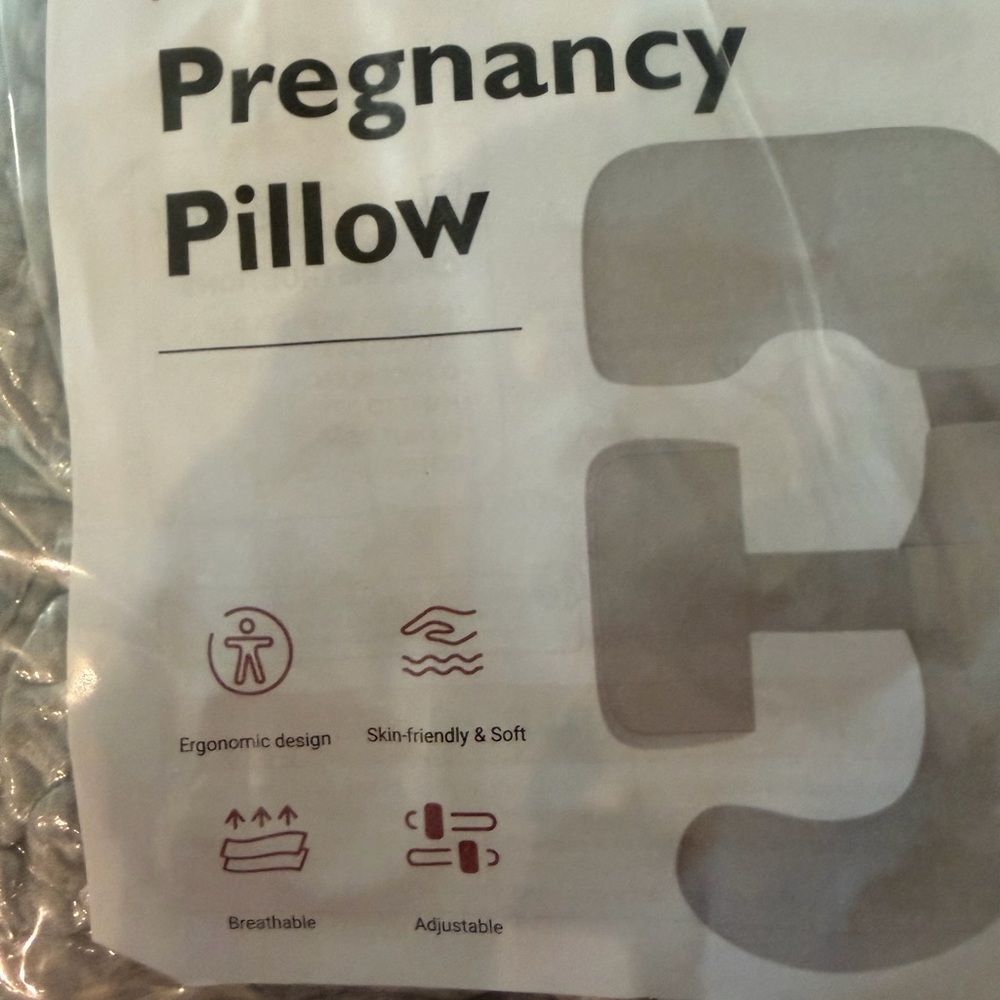 Pregnancy
Pillow
Ergonomic design
Skin-friendly & Soft
Breathable
Adjustable